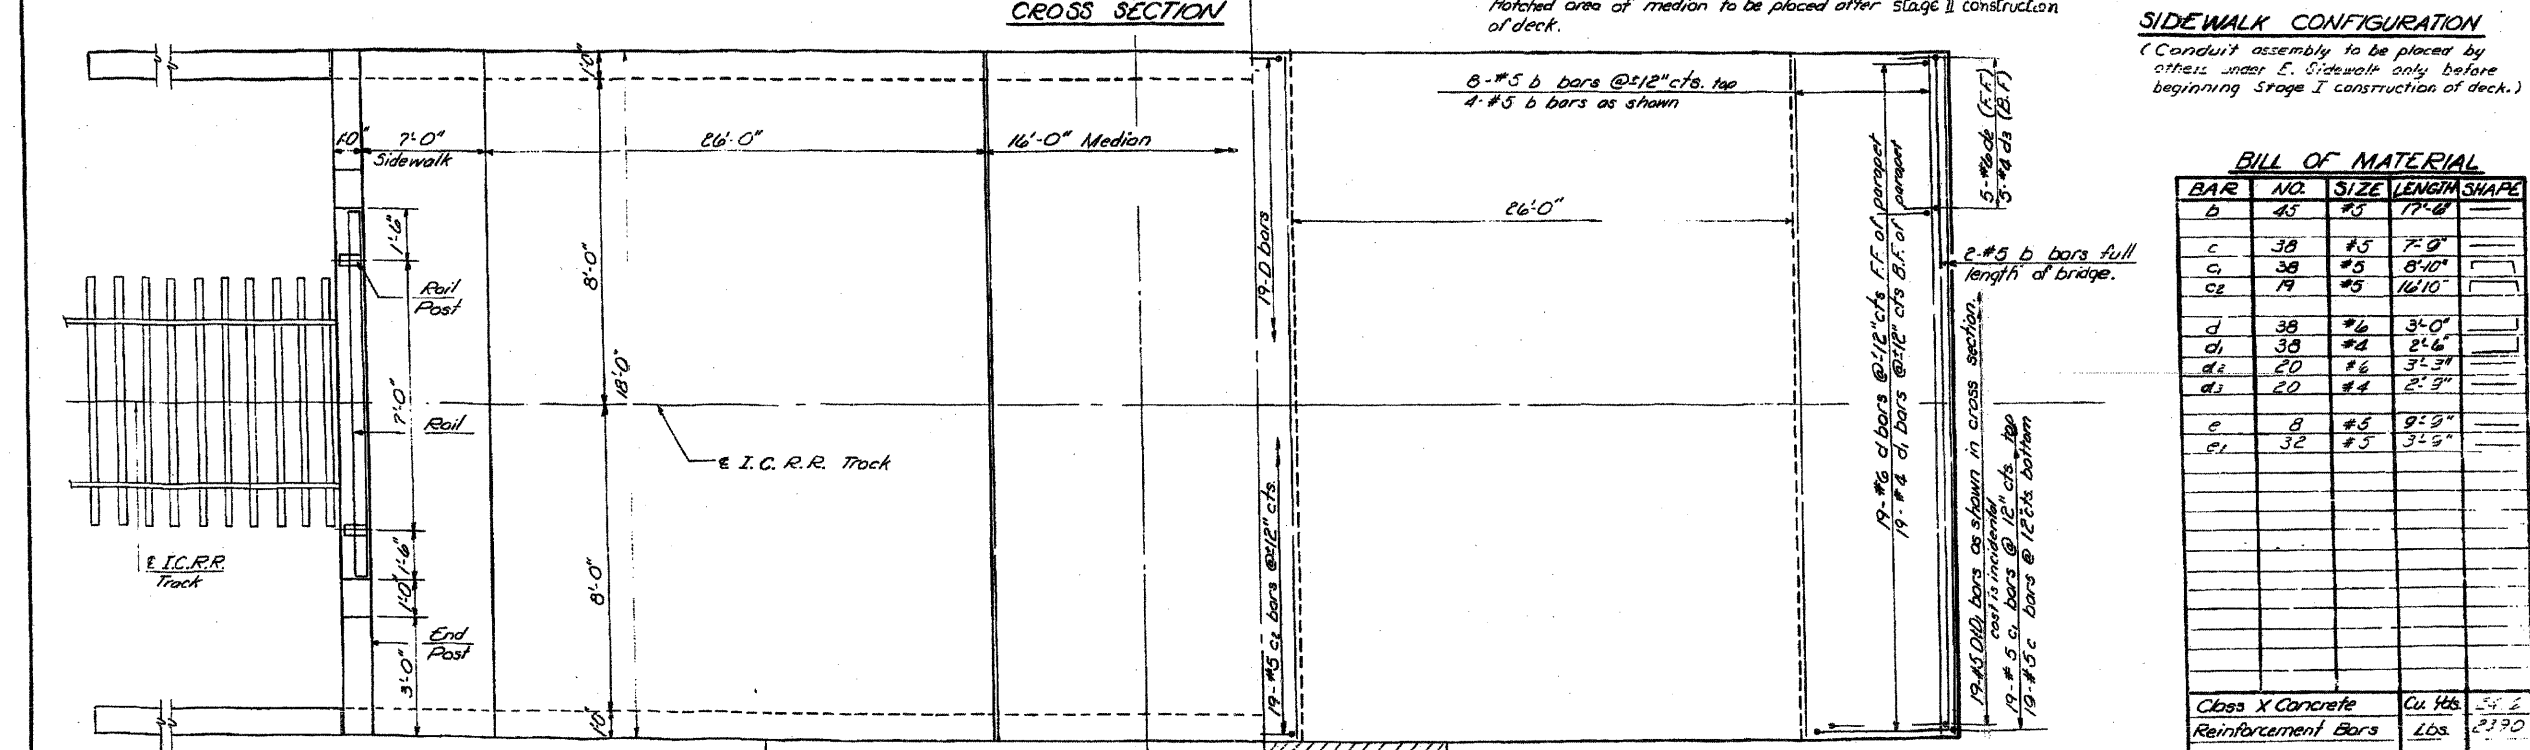 CROSS SECTION
Hatched area of median to be placed after stage II construction
of deck.
SIDEWALK CONFIGURATION
(Conduit assembly to be placed by
others under E. Sidewalk only before
beginning Stage I construction of deck.)
1'-0"
8-#5 b bars @±12" cts. top
4-#5 b bars as shown
5-#6 d2 (F.F.)
5-#4 d3 (B.F.)
1'-0"
7'-0"
Sidewalk
26'-0"
16'-0" Median
26'-0"
19-D bars
19-#6 d bars @±12" cts F.F. of parapet
19-#4 d1 bars @±12" cts B.F. of parapet
2-#5 b bars full
length of bridge.
1'-6"
8'-0"
18'-0"
Rail
Post
7'-0"
Rail
℄ I.C.R.R. Track
℄ I.C.R.R.
Track
1'-6"
1'-0"
8'-0"
End
Post
3'-0"
1'-0"
19-#5 c2 bars @±12" cts.
bars as shown in cross section.
cost is incidental
19-#5 c1 bars @ 12" cts. top
19-#5 c bars @ 12" cts. bottom
BILL OF MATERIAL
BAR NO. SIZE LENGTH SHAPE
b 45 #5 17'-6"
c 38 #5 7'-9"
c1 38 #5 8'-10"
c2 19 #5 16'10"
d 38 #6 3'-0"
d1 38 #4 2'-6"
d2 20 #6 3'-3"
d3 20 #4 2'-9"
e 8 #5 9'-9"
e1 32 #5 3'-9"
Class X Concrete Cu. Yds.
Reinforcement Bars Lbs. 2390